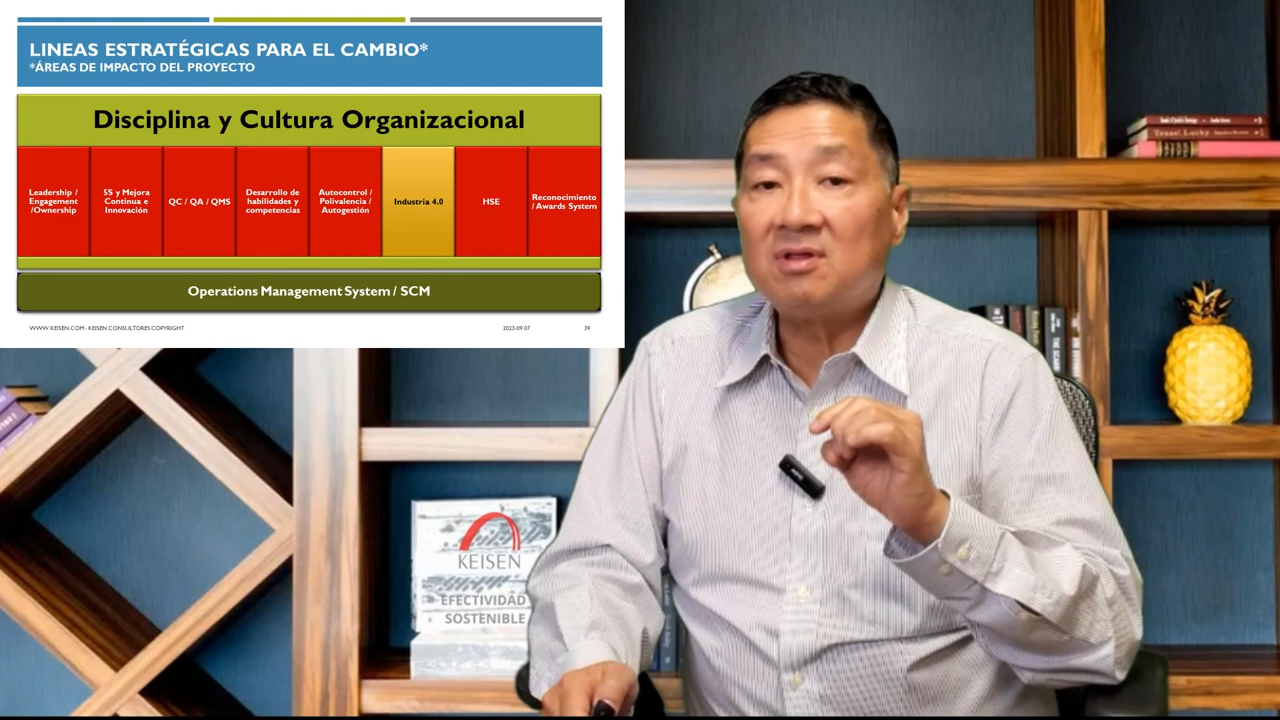 LINEAS ESTRATÉGICAS PARA EL CAMBIO*
*ÁREAS DE IMPACTO DEL PROYECTO
Disciplina y Cultura Organizacional
Leadership /
Engagement
/Ownership
5S y Mejora
Continua e
Innovación
QC / QA / QMS
Desarrollo de
habilidades y
competencias
Autocontrol /
Polivalencia /
Autogestión
Industria 4.0
HSE
Reconocimiento
/ Awards System
Operations Management System / SCM
WWW.KEISEN.COM - KEISEN CONSULTORES COPYRIGHT
2023-09.07
39
KEISEN
EFECTIVIDAD
SOSTENIBLE